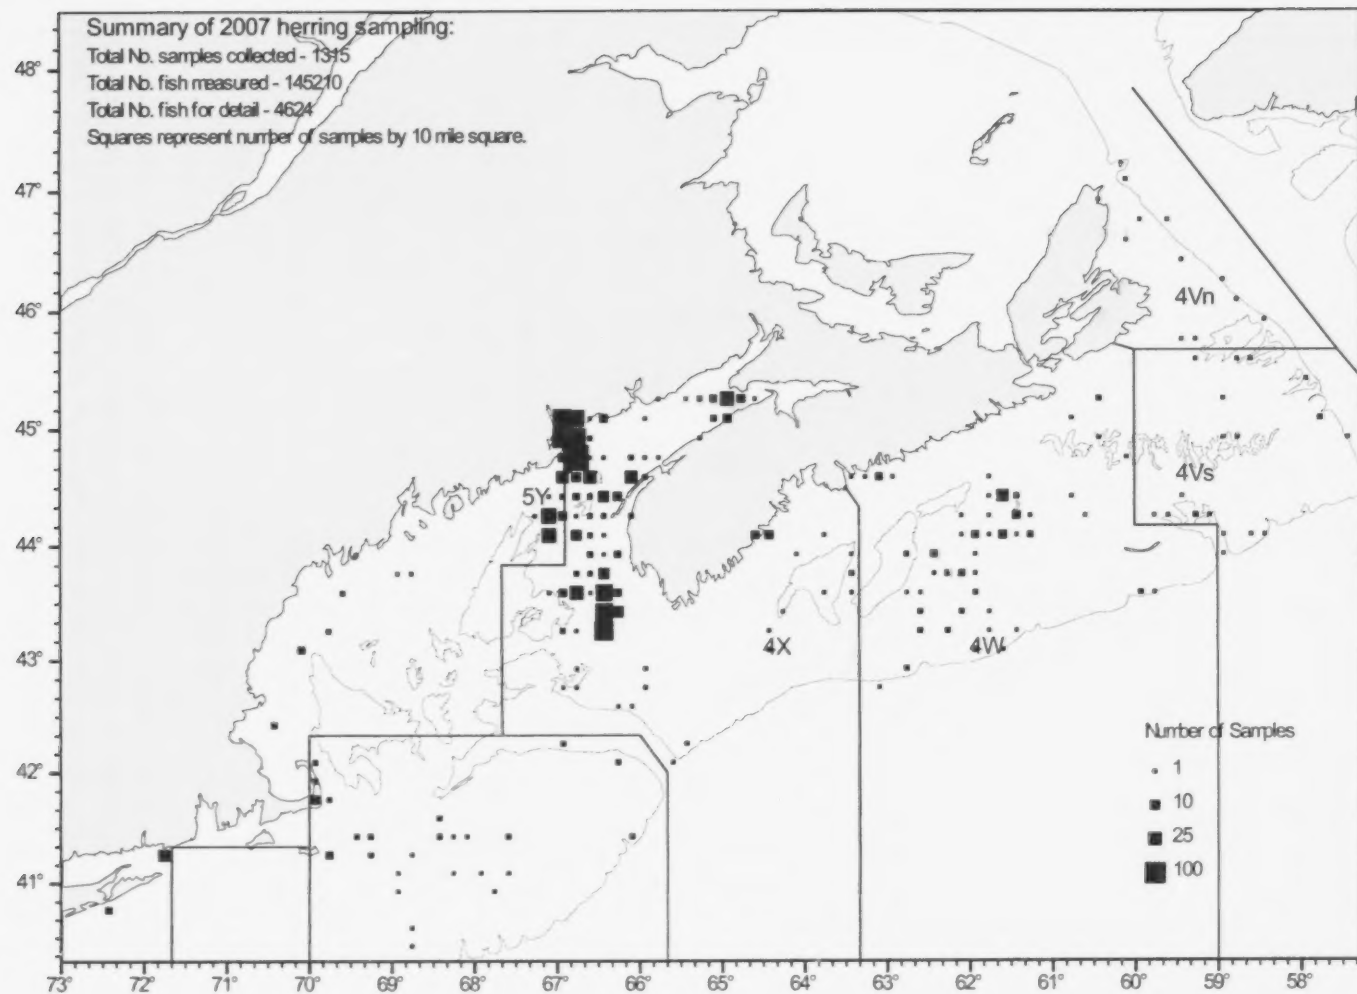 Summary of 2007 herring sampling:
Total No. samples collected - 1315
Total No. fish measured - 145210
Total No. fish for detail - 4624
Squares represent number of samples by 10 mile square.
48°
47°
46°
45°
44°
43°
42°
41°
4Vn
4Vs
5Y
4X
4W
Number of Samples
1
10
25
100
73° 72° 71° 70° 69° 68° 67° 66° 65° 64° 63° 62° 61° 60° 59° 58°